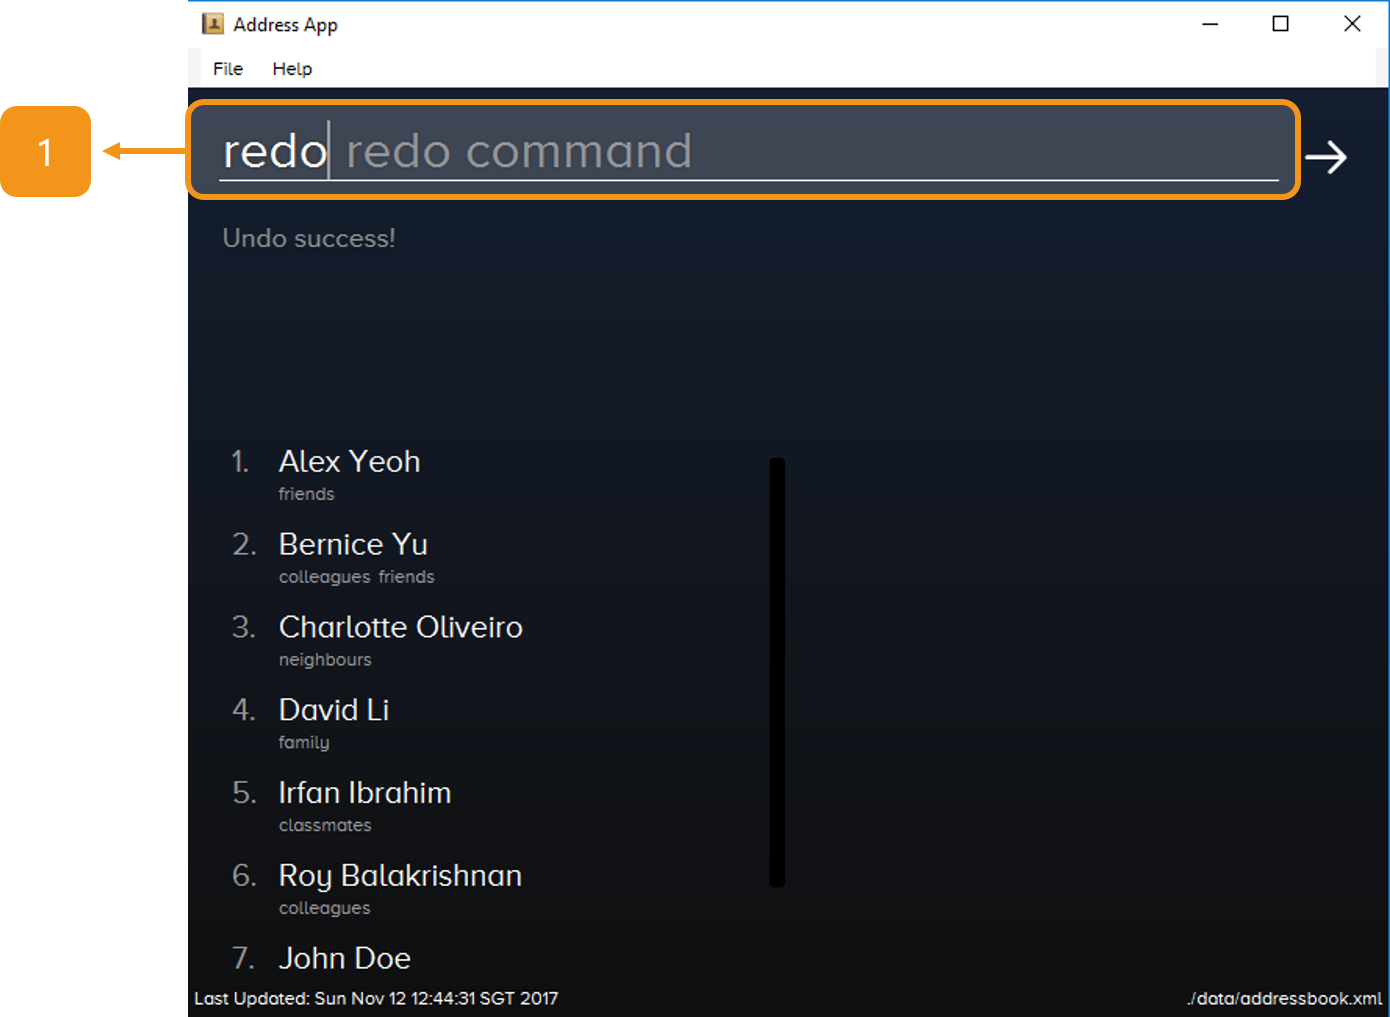 Address App
File Help
1
redo redo command
Undo success!
1. Alex Yeoh
friends
2. Bernice Yu
colleagues friends
3. Charlotte Oliveiro
neighbours
4. David Li
family
5. Irfan Ibrahim
classmates
6. Roy Balakrishnan
colleagues
7. John Doe
Last Updated: Sun Nov 12 12:44:31 SGT 2017 ./data/addressbook.xml